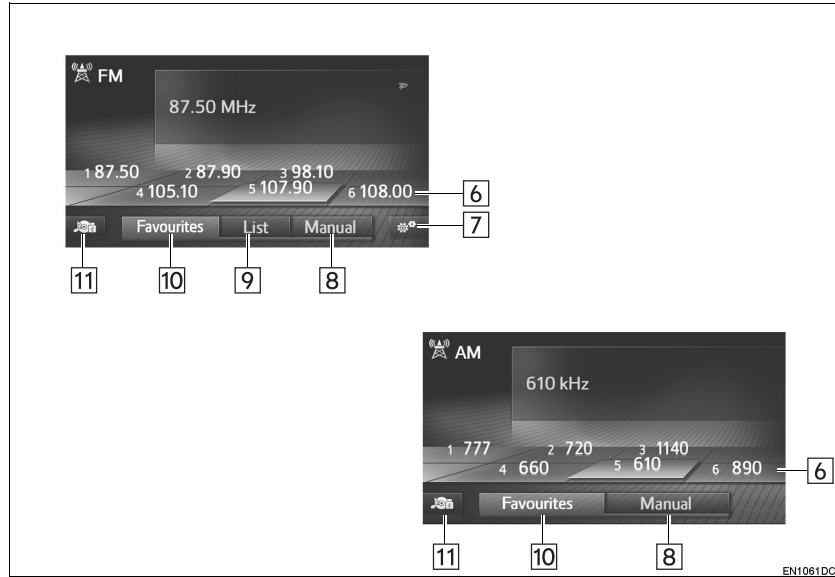 FM
87.50 MHz
1 87.50 2 87.90 3 98.10
4 105.10 5 107.90 6 108.00
6
Favourites List Manual
7
11 10 9 8
AM
610 kHz
1 777 2 720 3 1140
4 660 5 610 6 890
6
Favourites Manual
11 10 8
EN1061DC